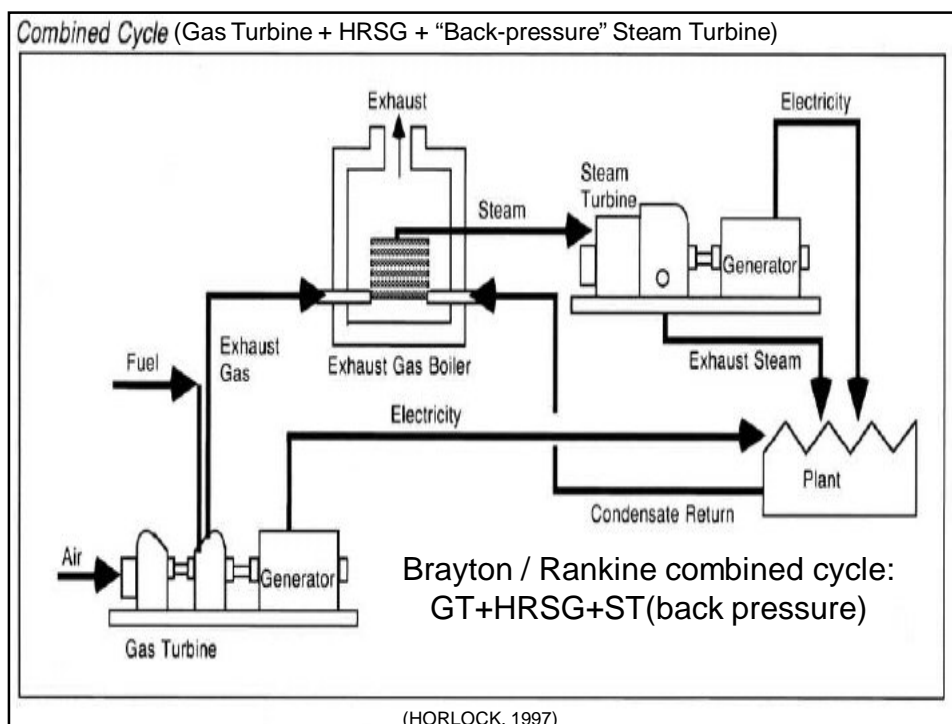 Combined Cycle (Gas Turbine + HRSG + “Back-pressure” Steam Turbine)
Exhaust
Electricity
Steam
Turbine
Steam
Generator
Exhaust
Gas
Exhaust Gas Boiler
Exhaust Steam
Fuel
Electricity
Plant
Condensate Return
Air
Generator
Brayton / Rankine combined cycle:
GT+HRSG+ST(back pressure)
Gas Turbine
(HORLOCK, 1997)